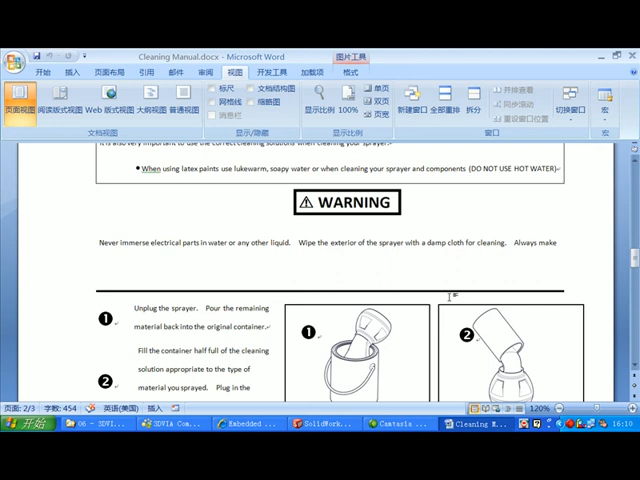 Cleaning Manual.docx - Microsoft Word
图片工具
开始 插入 页面布局 引用 邮件 审阅 视图 开发工具 加载项 格式
页面视图 阅读版式视图 Web 版式视图 大纲视图 普通视图
标尺 文档结构图
网格线 缩略图
消息栏
显示比例 100% 单页
双页
页宽
新建窗口 全部重排 拆分
并排查看
同步滚动
重设窗口位置
切换窗口 宏
文档视图 显示/隐藏 显示比例 窗口 宏
It is also very important to use the correct cleaning solutions when cleaning your sprayer.
• When using latex paints use lukewarm, soapy water or when cleaning your sprayer and components (DO NOT USE HOT WATER)
WARNING
Never immerse electrical parts in water or any other liquid. Wipe the exterior of the sprayer with a damp cloth for cleaning. Always make
1 Unplug the sprayer. Pour the remaining
material back into the original container.
2 Fill the container half full of the cleaning
solution appropriate to the type of
material you sprayed. Plug in the
1
2
页面: 2/3 字数: 454 英语(美国) 插入 120%
开始 06 - SDVI... SDVIA Com... Embedded ... SolidWork... Camtasia ... Cleaning M... 16:10